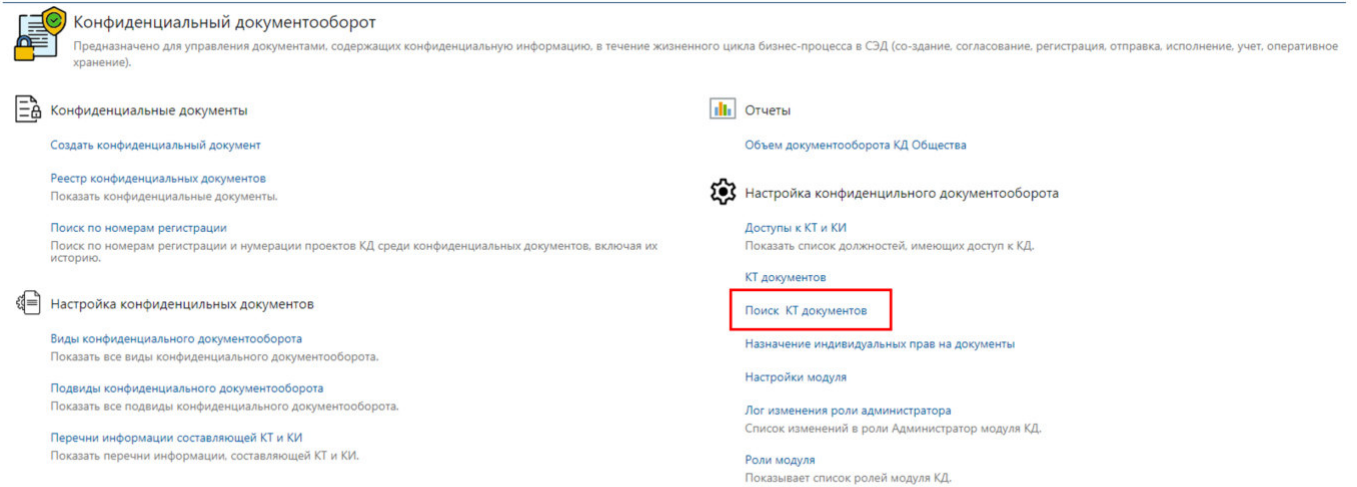 Конфиденциальный документооборот
Предназначено для управления документами, содержащих конфиденциальную информацию, в течение жизненного цикла бизнес-процесса в СЭД (со-здание, согласование, регистрация, отправка, исполнение, учет, оперативное
хранение).
Конфиденциальные документы
Создать конфиденциальный документ
Реестр конфиденциальных документов
Показать конфиденциальные документы.
Поиск по номерам регистрации
Поиск по номерам регистрации и нумерации проектов КД среди конфиденциальных документов, включая их
историю.
Настройка конфиденцильных документов
Виды конфиденциального документооборота
Показать все виды конфиденциального документооборота.
Подвиды конфиденциального документооборота
Показать все подвиды конфиденциального документооборота.
Перечни информации составляющей КТ и КИ
Показать перечни информации, составляющей КТ и КИ.
Отчеты
Объем документооборота КД Общества
Настройка конфиденцильного документооборота
Доступы к КТ и КИ
Показать список должностей, имеющих доступ к КД.
КТ документов
Поиск КТ документов
Назначение индивидуальных прав на документы
Настройки модуля
Лог изменения роли администратора
Список изменений в роли Администратор модуля КД.
Роли модуля
Показывает список ролей модуля КД.